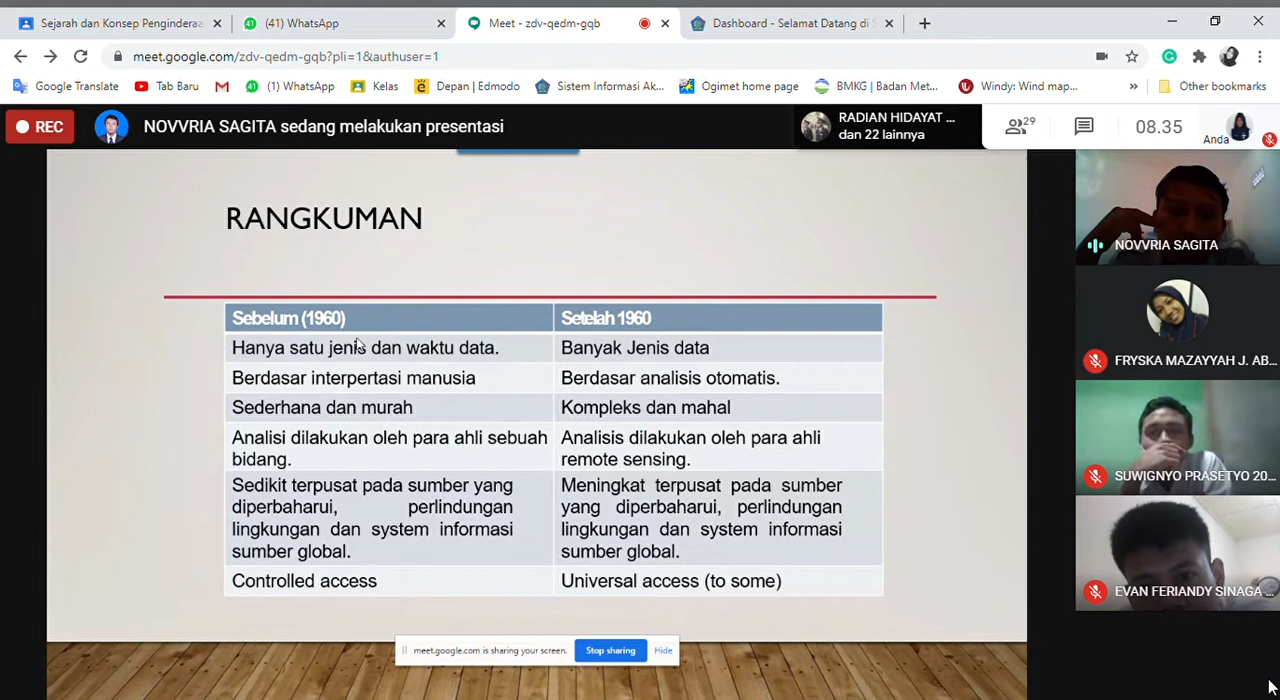 Sejarah dan Konsep Penginderaa
(41) WhatsApp
Meet - zdv-qedm-gqb
Dashboard - Selamat Datang di S
meet.google.com/zdv-qedm-gqb?pli=1&authuser=1
Google Translate
Tab Baru
(1) WhatsApp
Kelas
Depan | Edmodo
Sistem Informasi Ak...
Ogimet home page
BMKG | Badan Met...
Windy: Wind map...
Other bookmarks
REC
NOVVRIA SAGITA sedang melakukan presentasi
RADIAN HIDAYAT ...
dan 22 lainnya
29
08.35
Anda
RANGKUMAN
Sebelum (1960)
Setelah 1960
Hanya satu jenis dan waktu data.
Banyak Jenis data
Berdasar interpertasi manusia
Berdasar analisis otomatis.
Sederhana dan murah
Kompleks dan mahal
Analisi dilakukan oleh para ahli sebuah
bidang.
Analisis dilakukan oleh para ahli
remote sensing.
Sedikit terpusat pada sumber yang
diperbaharui, perlindungan
lingkungan dan system informasi
sumber global.
Meningkat terpusat pada sumber
yang diperbaharui, perlindungan
lingkungan dan system informasi
sumber global.
Controlled access
Universal access (to some)
meet.google.com is sharing your screen.
Stop sharing
Hide
NOVVRIA SAGITA
FRYSKA MAZAYYAH J. AB...
SUWIGNYO PRASETYO 20...
EVAN FERIANDY SINAGA ...